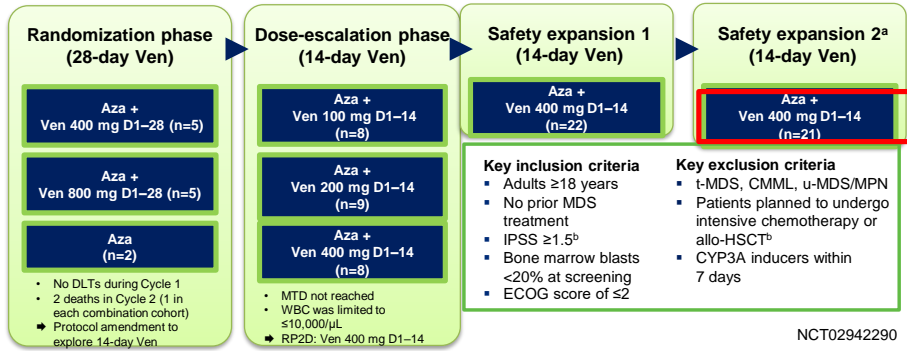 Randomization phase
(28-day Ven)
Aza +
Ven 400 mg D1–28 (n=5)
Aza +
Ven 800 mg D1–28 (n=5)
Aza
(n=2)
• No DLTs during Cycle 1
• 2 deaths in Cycle 2 (1 in
each combination cohort)
➔ Protocol amendment to
explore 14-day Ven
Dose-escalation phase
(14-day Ven)
Aza +
Ven 100 mg D1–14
(n=8)
Aza +
Ven 200 mg D1–14
(n=9)
Aza +
Ven 400 mg D1–14
(n=8)
• MTD not reached
• WBC was limited to
≤10,000/µL
➔ RP2D: Ven 400 mg D1–14
Safety expansion 1
(14-day Ven)
Aza +
Ven 400 mg D1–14
(n=22)
Safety expansion 2ª
(14-day Ven)
Aza +
Ven 400 mg D1–14
(n=21)
Key inclusion criteria
▪ Adults ≥18 years
▪ No prior MDS
treatment
▪ IPSS ≥1.5ᵇ
▪ Bone marrow blasts
<20% at screening
▪ ECOG score of ≤2
Key exclusion criteria
▪ t-MDS, CMML, u-MDS/MPN
▪ Patients planned to undergo
intensive chemotherapy or
allo-HSCTᵇ
▪ CYP3A inducers within
7 days
NCT02942290